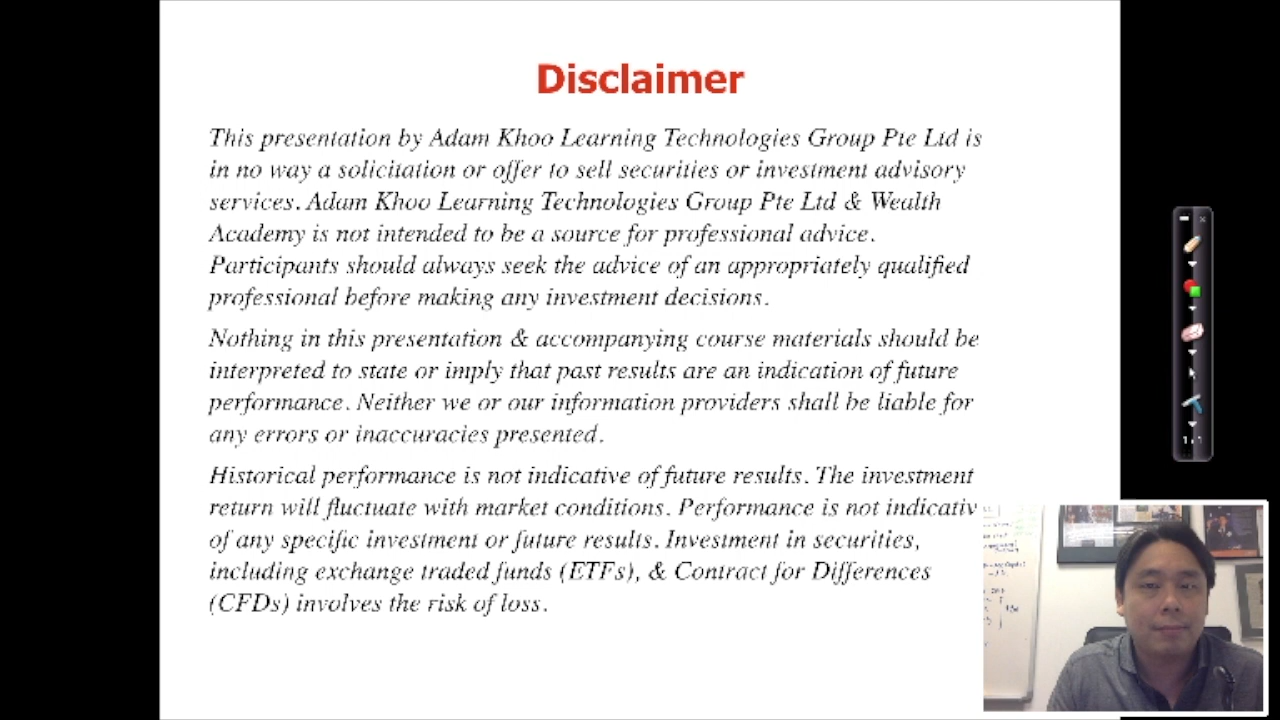 Disclaimer
This presentation by Adam Khoo Learning Technologies Group Pte Ltd is
in no way a solicitation or offer to sell securities or investment advisory
services. Adam Khoo Learning Technologies Group Pte Ltd & Wealth
Academy is not intended to be a source for professional advice.
Participants should always seek the advice of an appropriately qualified
professional before making any investment decisions.
Nothing in this presentation & accompanying course materials should be
interpreted to state or imply that past results are an indication of future
performance. Neither we or our information providers shall be liable for
any errors or inaccuracies presented.
Historical performance is not indicative of future results. The investment
return will fluctuate with market conditions. Performance is not indicativ
of any specific investment or future results. Investment in securities,
including exchange traded funds (ETFs), & Contract for Differences
(CFDs) involves the risk of loss.
1/1